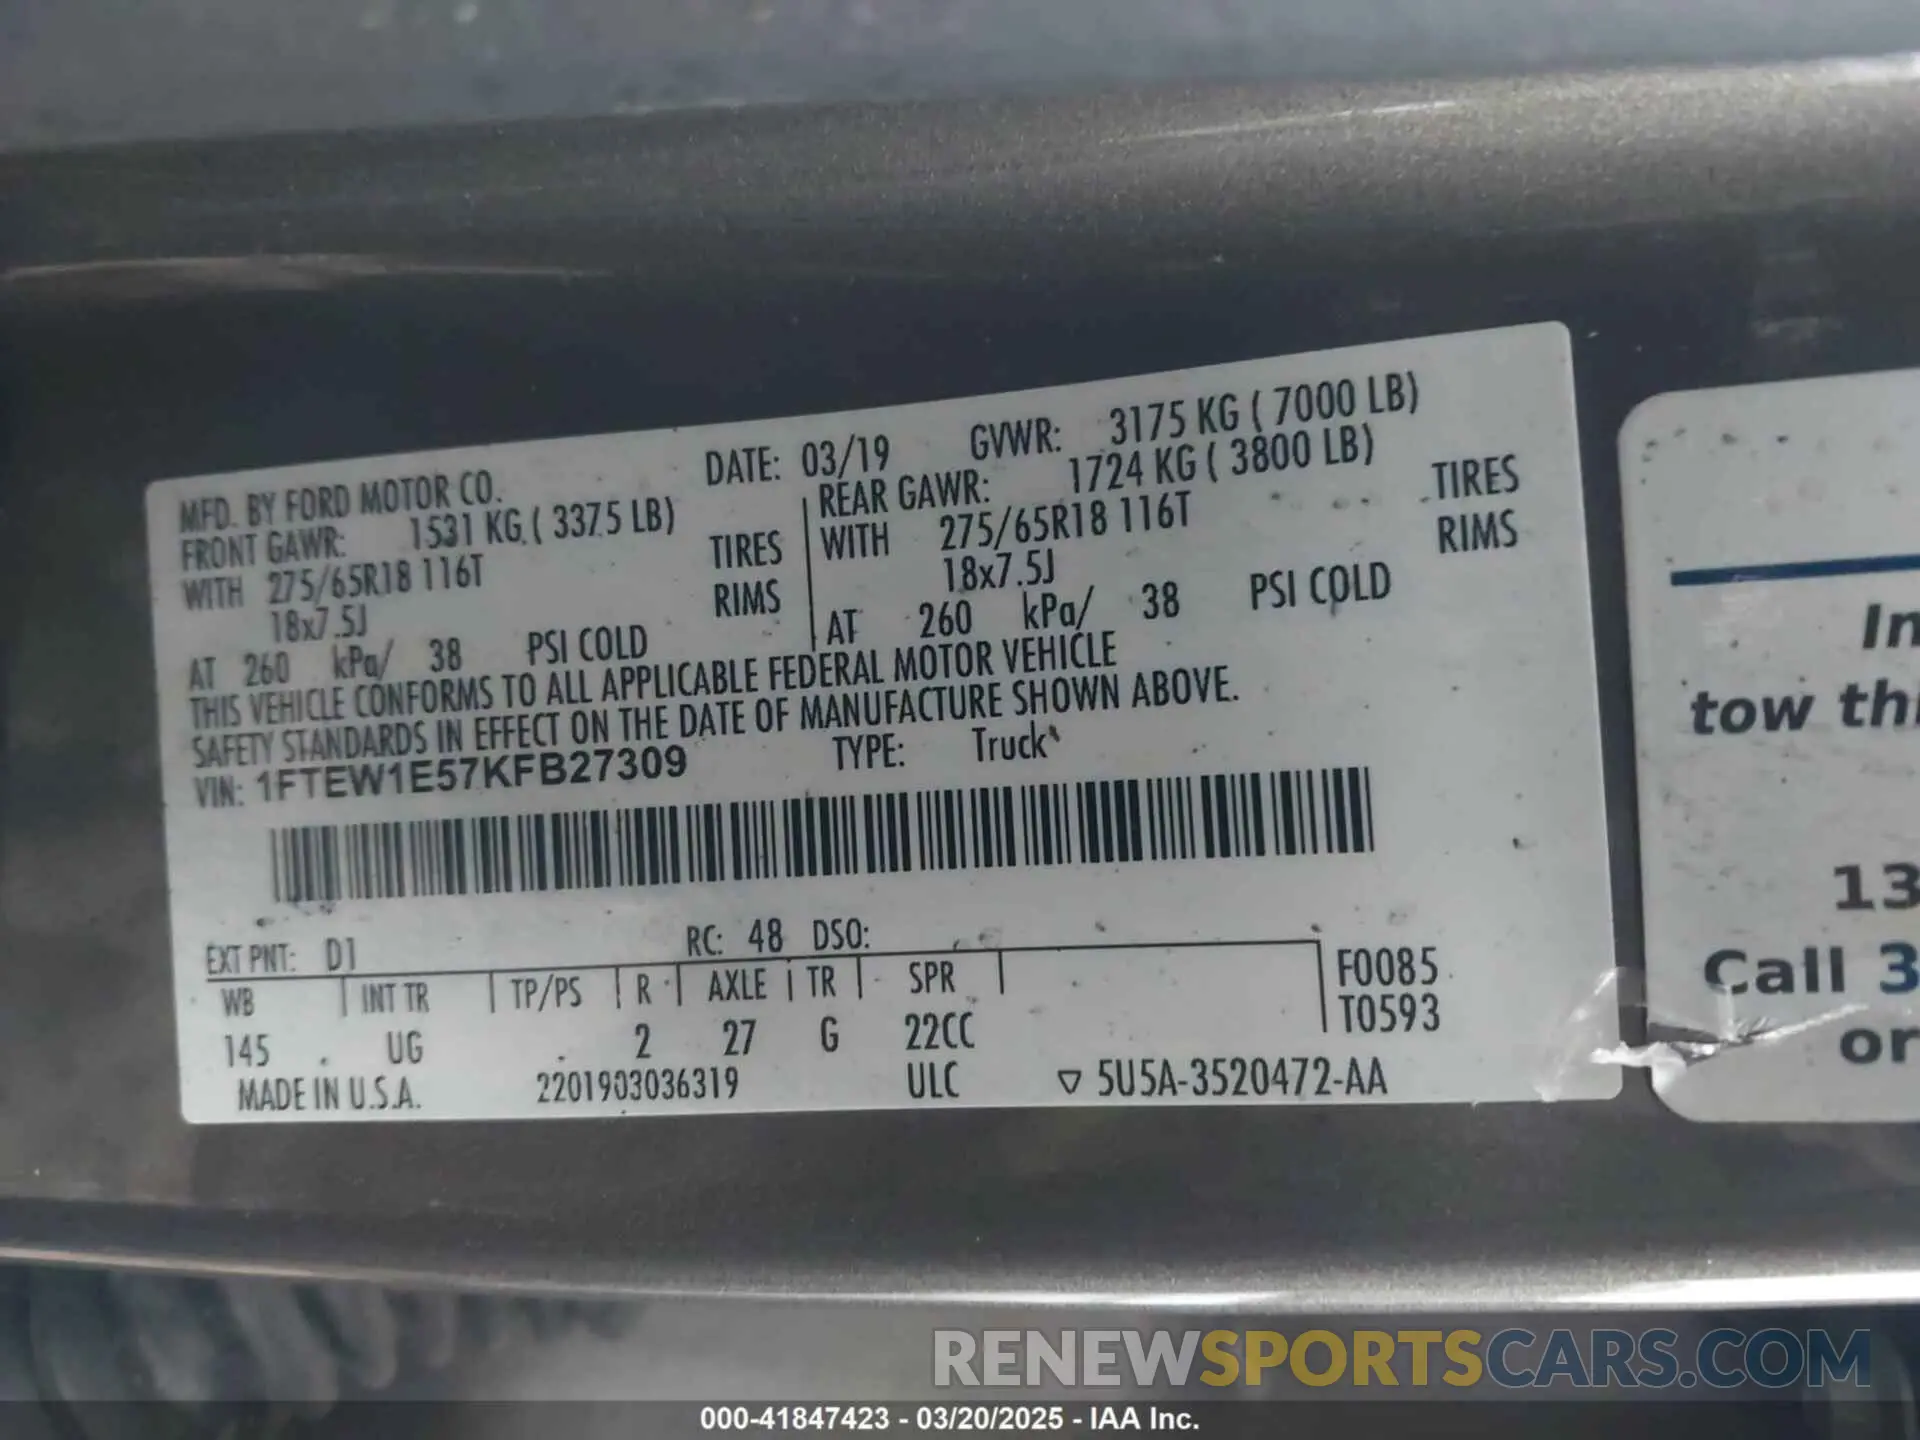 MFD. BY FORD MOTOR CO. DATE: 03/19 GVWR: 3175 KG ( 7000 LB)
FRONT GAWR: 1531 KG ( 3375 LB) REAR GAWR: 1724 KG ( 3800 LB)
WITH 275/65R18 116T TIRES WITH 275/65R18 116T TIRES
18x7.5J RIMS 18x7.5J RIMS
AT 260 kPa/ 38 PSI COLD AT 260 kPa/ 38 PSI COLD
THIS VEHICLE CONFORMS TO ALL APPLICABLE FEDERAL MOTOR VEHICLE
SAFETY STANDARDS IN EFFECT ON THE DATE OF MANUFACTURE SHOWN ABOVE.
VIN: 1FTEW1E57KFB27309 TYPE: Truck
EXT PNT: D1 RC: 48 DSO:
WB INT TR TP/PS R AXLE TR SPR F0085
145 UG 2 27 G 22CC T0593
MADE IN U.S.A. 2201903036319 ULC ▽ 5U5A-3520472-AA
In
tow thi
13
Call 3
or
RENEWSPORTSCARS.COM
000-41847423 - 03/20/2025 - IAA Inc.